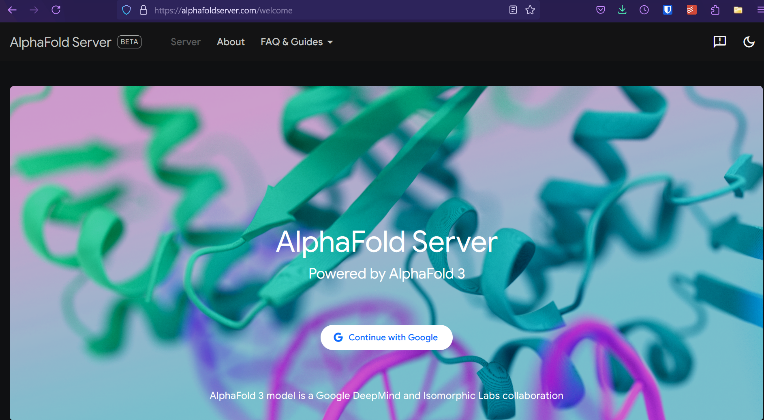 https://alphafoldserver.com/welcome
AlphaFold Server BETA Server About FAQ & Guides
AlphaFold Server
Powered by AlphaFold 3
G Continue with Google
AlphaFold 3 model is a Google DeepMind and Isomorphic Labs collaboration